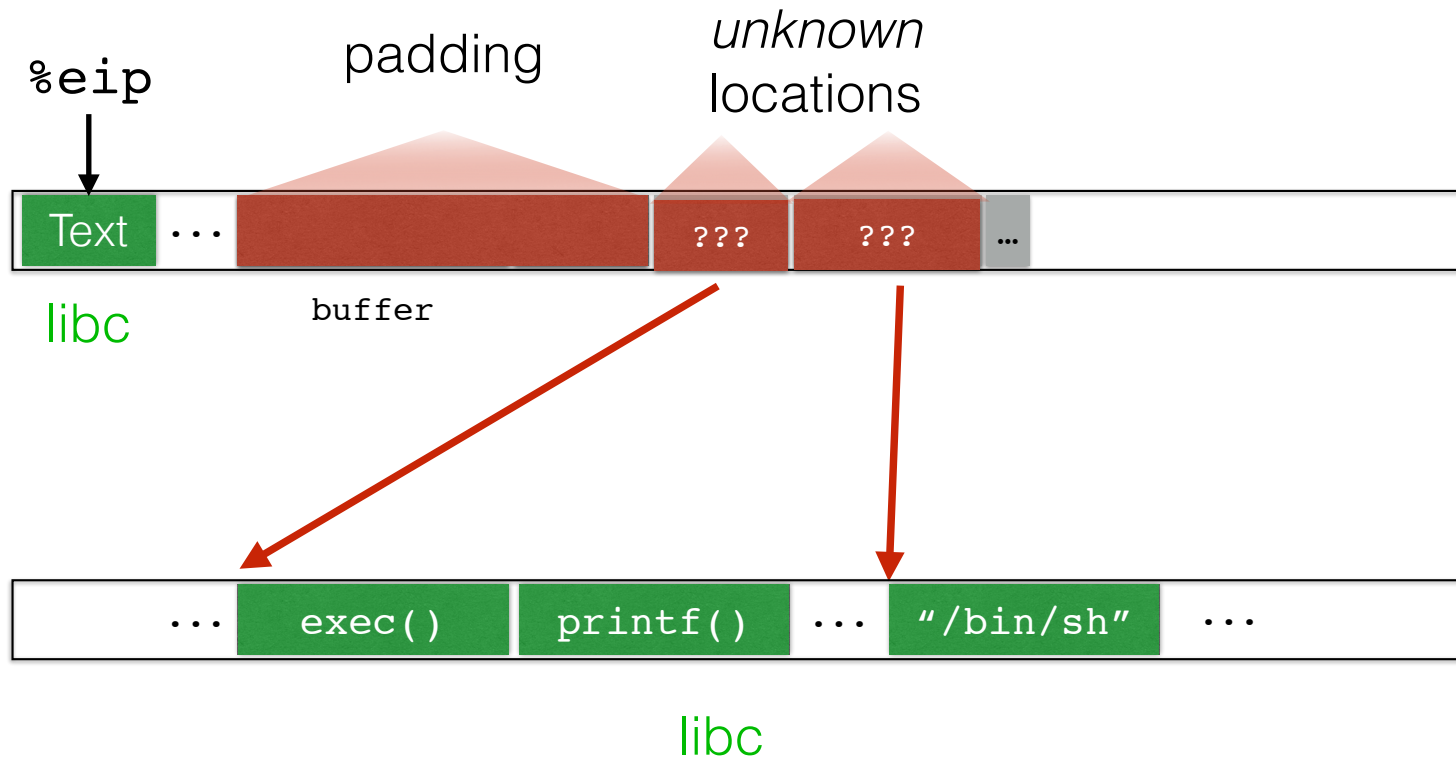 unknown
locations
padding
%eip
Text ... ??? ??? ...
libc
buffer
... exec() printf() ... “/bin/sh” ...
libc